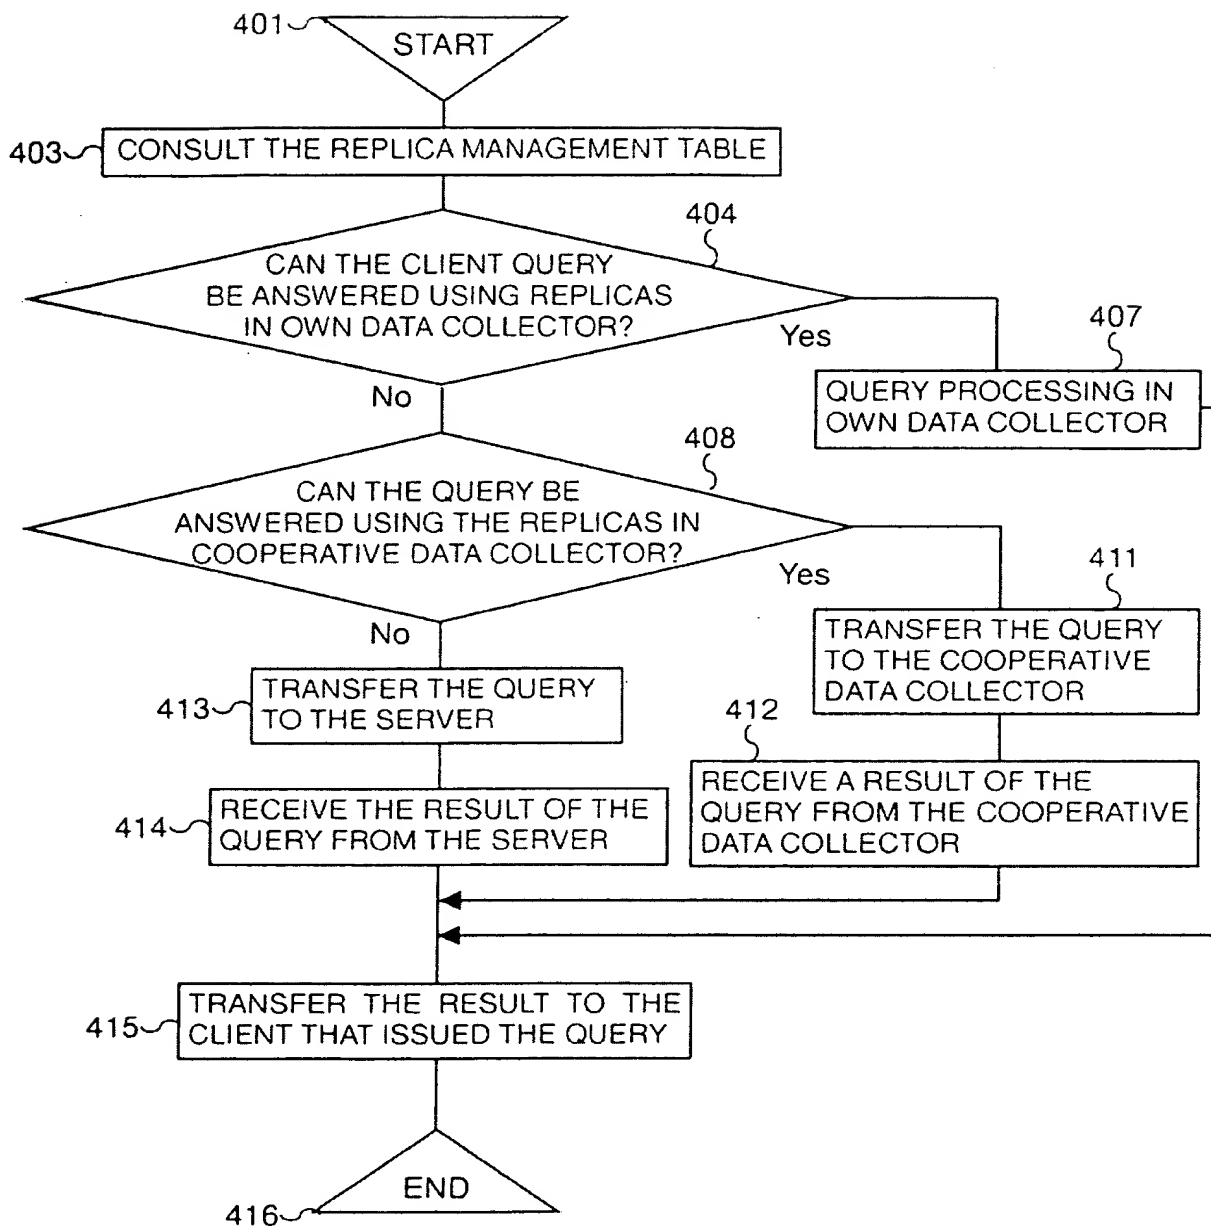 401
START
403
CONSULT THE REPLICA MANAGEMENT TABLE
404
CAN THE CLIENT QUERY
BE ANSWERED USING REPLICAS
IN OWN DATA COLLECTOR?
Yes
No
407
QUERY PROCESSING IN
OWN DATA COLLECTOR
408
CAN THE QUERY BE
ANSWERED USING THE REPLICAS IN
COOPERATIVE DATA COLLECTOR?
Yes
No
411
TRANSFER THE QUERY
TO THE COOPERATIVE
DATA COLLECTOR
413
TRANSFER THE QUERY
TO THE SERVER
412
RECEIVE A RESULT OF THE
QUERY FROM THE COOPERATIVE
DATA COLLECTOR
414
RECEIVE THE RESULT OF THE
QUERY FROM THE SERVER
415
TRANSFER THE RESULT TO THE
CLIENT THAT ISSUED THE QUERY
END
416